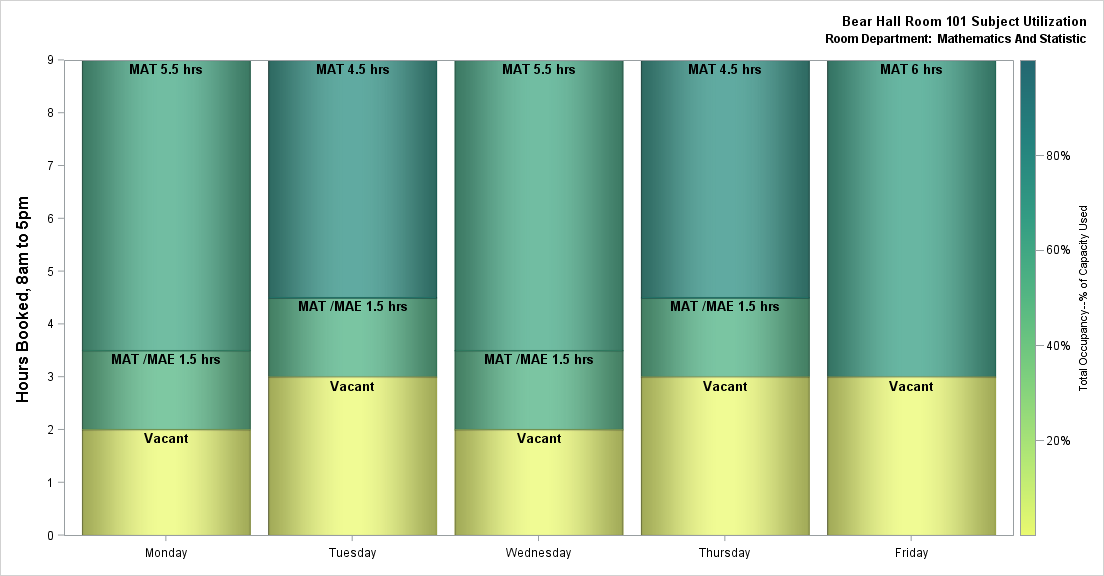 Bear Hall Room 101 Subject Utilization
Room Department: Mathematics And Statistic
Hours Booked, 8am to 5pm
9
8
7
6
5
4
3
2
1
0
MAT 5.5 hrs
MAT /MAE 1.5 hrs
Vacant
MAT 4.5 hrs
MAT /MAE 1.5 hrs
Vacant
MAT 5.5 hrs
MAT /MAE 1.5 hrs
Vacant
MAT 4.5 hrs
MAT /MAE 1.5 hrs
Vacant
MAT 6 hrs
Vacant
Monday
Tuesday
Wednesday
Thursday
Friday
80%
60%
40%
20%
Total Occupancy--% of Capacity Used